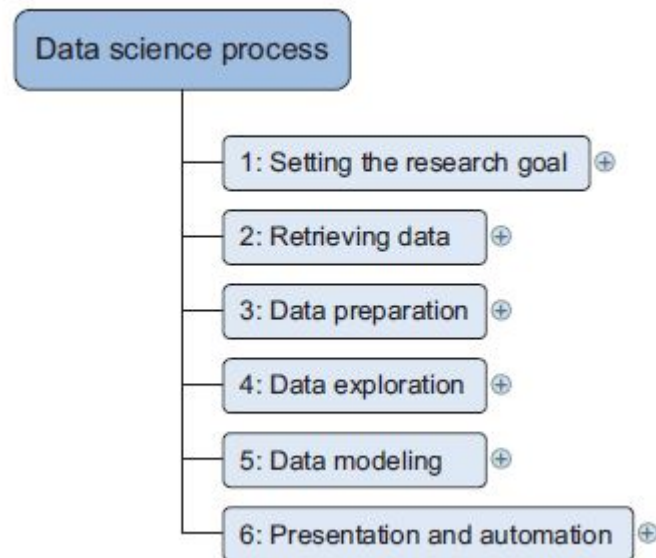 Data science process
1: Setting the research goal
2: Retrieving data
3: Data preparation
4: Data exploration
5: Data modeling
6: Presentation and automation